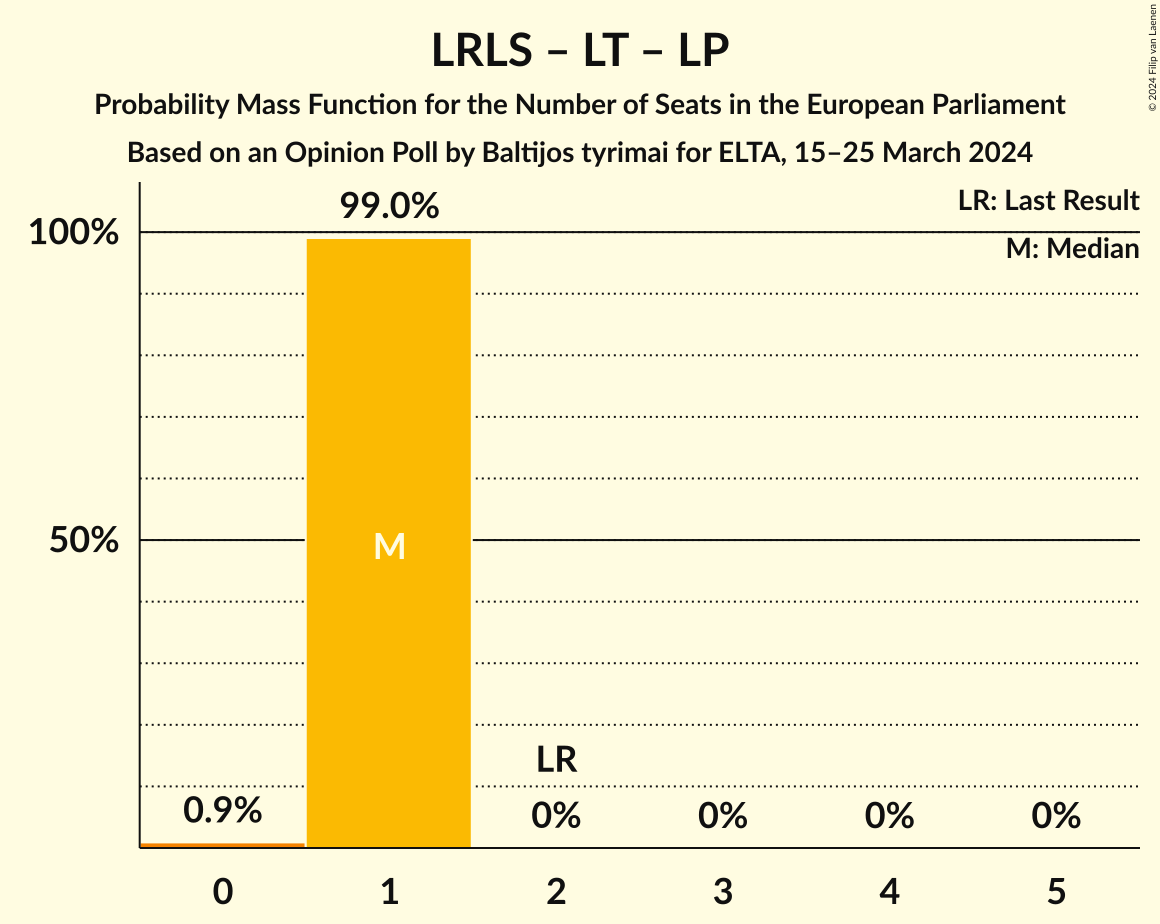 LRLS – LT – LP
Probability Mass Function for the Number of Seats in the European Parliament
Based on an Opinion Poll by Baltijos tyrimai for ELTA, 15–25 March 2024
© 2024 Filip van Laenen
LR: Last Result
M: Median
99.0%
100%
50%
M
LR
0.9%
0%
0%
0%
0%
0
1
2
3
4
5